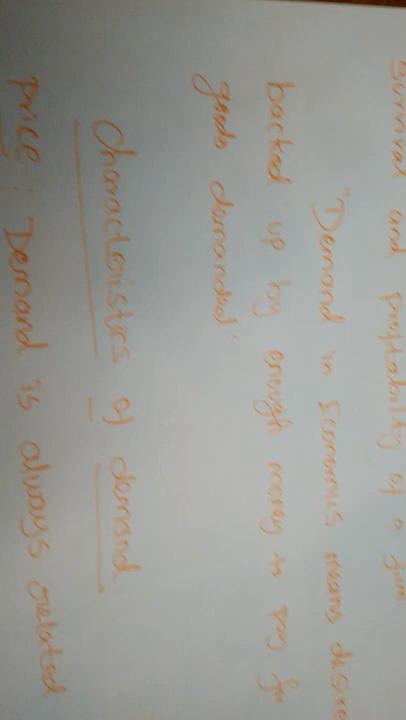 survival and profitability of a firm
"Demand in Economics means desire
backed up by enough money to pay for
goods demanded"
Characteristics of demand
price : Demand is always related